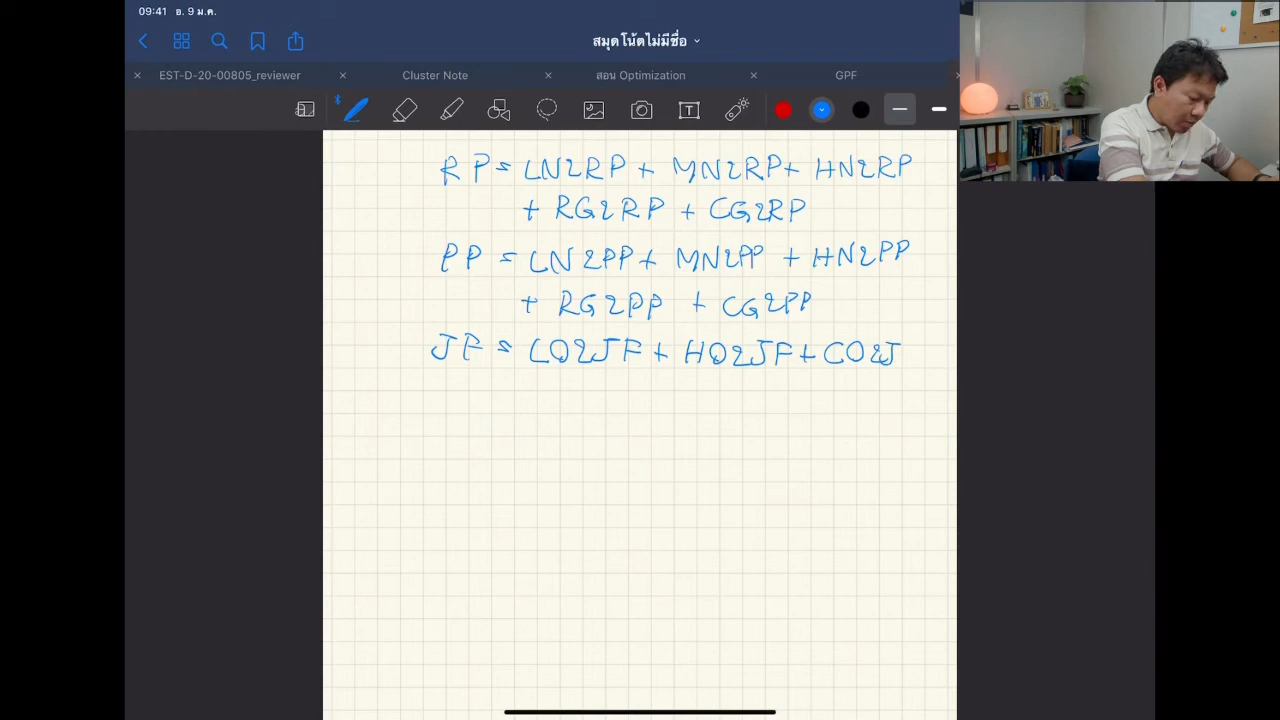 09:41 อ. 9 ม.ค.
สมุดโน้ตไม่มีชื่อ
EST-D-20-00805_reviewer
Cluster Note
สอน Optimization
GPF
RP = LN2RP + MN2RP + HN2RP
+ RG2RP + CG2RP
PP = LN2PP + MN2PP + HN2PP
+ RG2PP + CG2PP
JF = LO2JF + HO2JF + CO2J